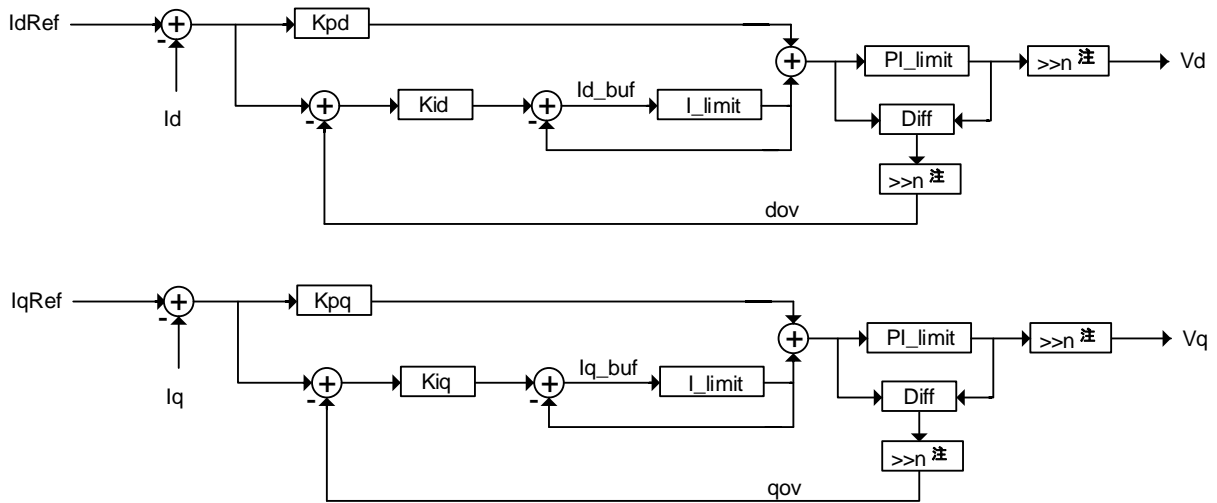 IdRef
+
-
Id
Kpd
+
-
Kid
+
-
Id_buf
I_limit
+
PI_limit
>>n 注
Vd
Diff
>>n 注
dov
IqRef
+
-
Iq
Kpq
+
-
Kiq
+
-
Iq_buf
I_limit
+
PI_limit
>>n 注
Vq
Diff
>>n 注
qov